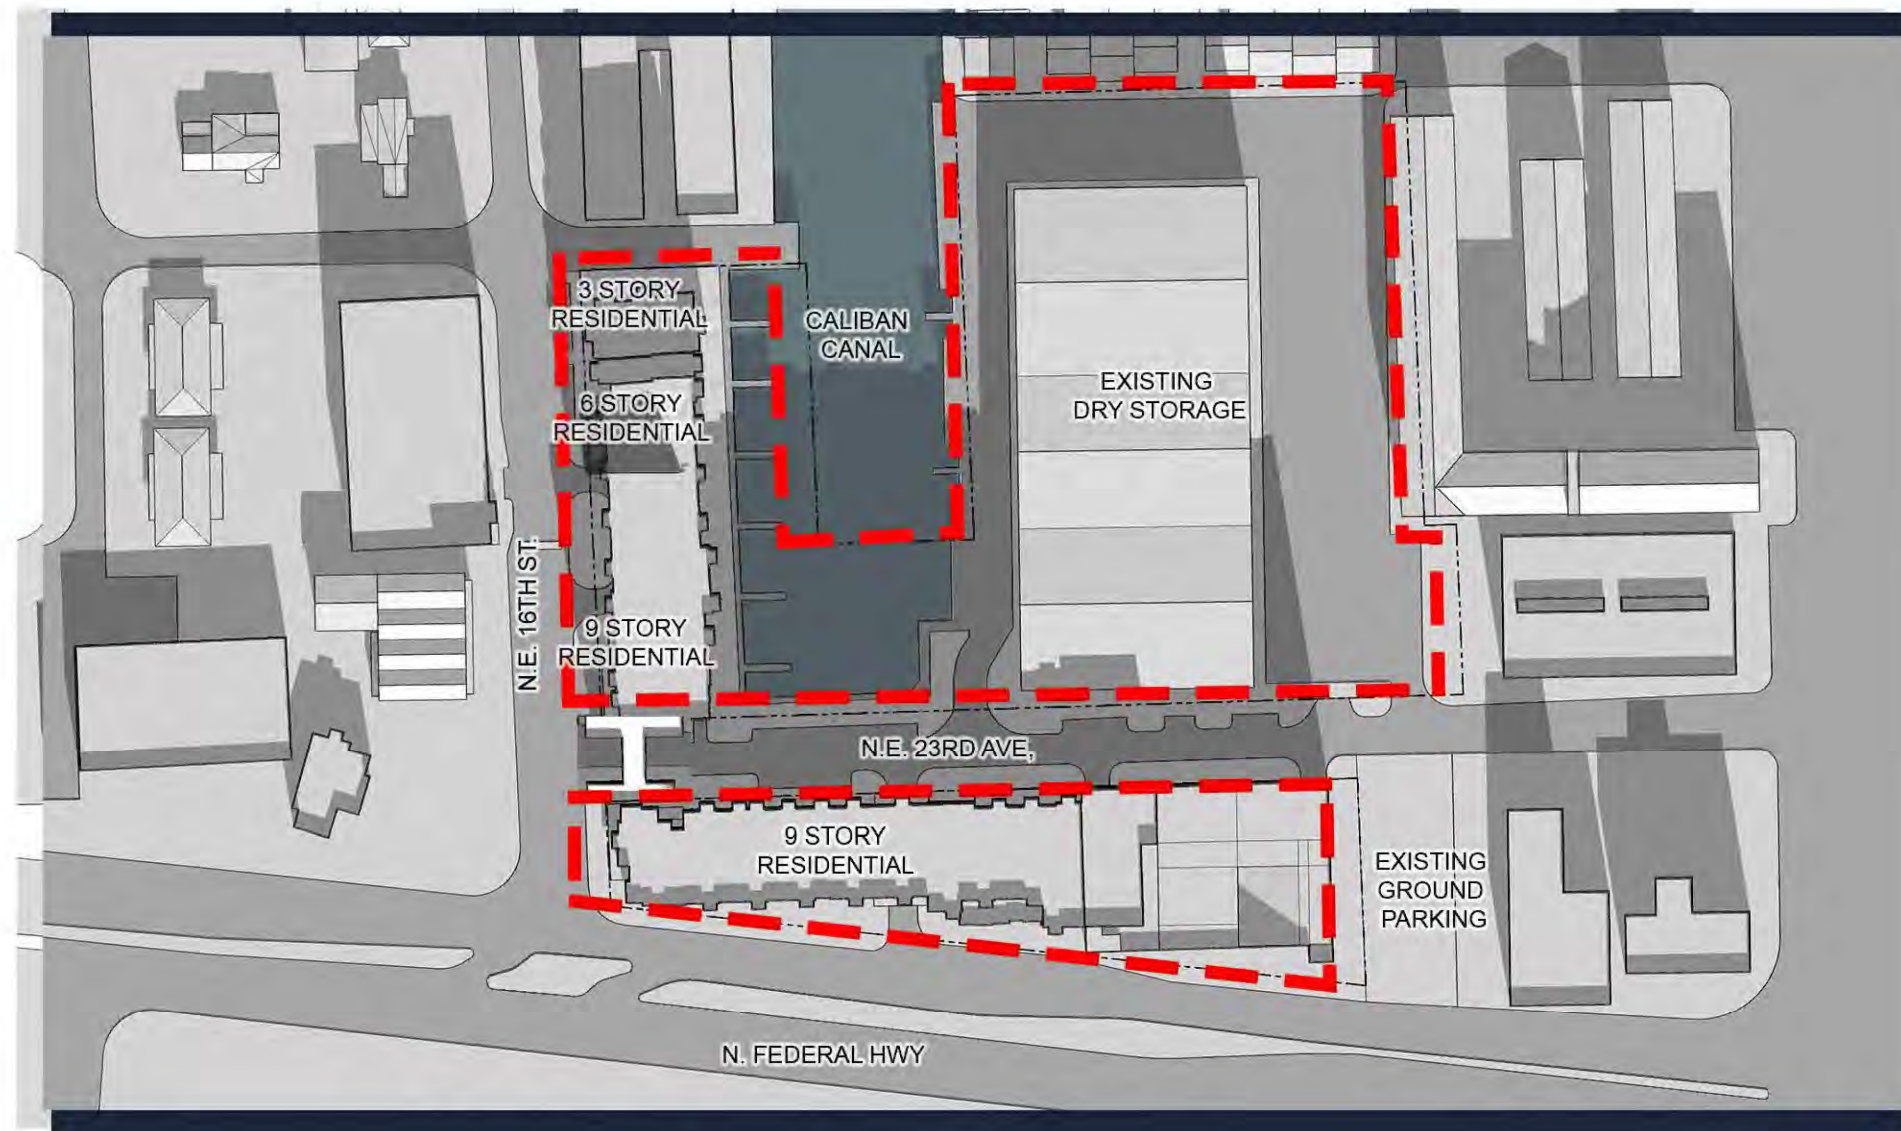 3 STORY
RESIDENTIAL
CALIBAN
CANAL
6 STORY
RESIDENTIAL
EXISTING
DRY STORAGE
N.E. 16TH ST.
9 STORY
RESIDENTIAL
N.E. 23RD AVE,
9 STORY
RESIDENTIAL
EXISTING
GROUND
PARKING
N. FEDERAL HWY